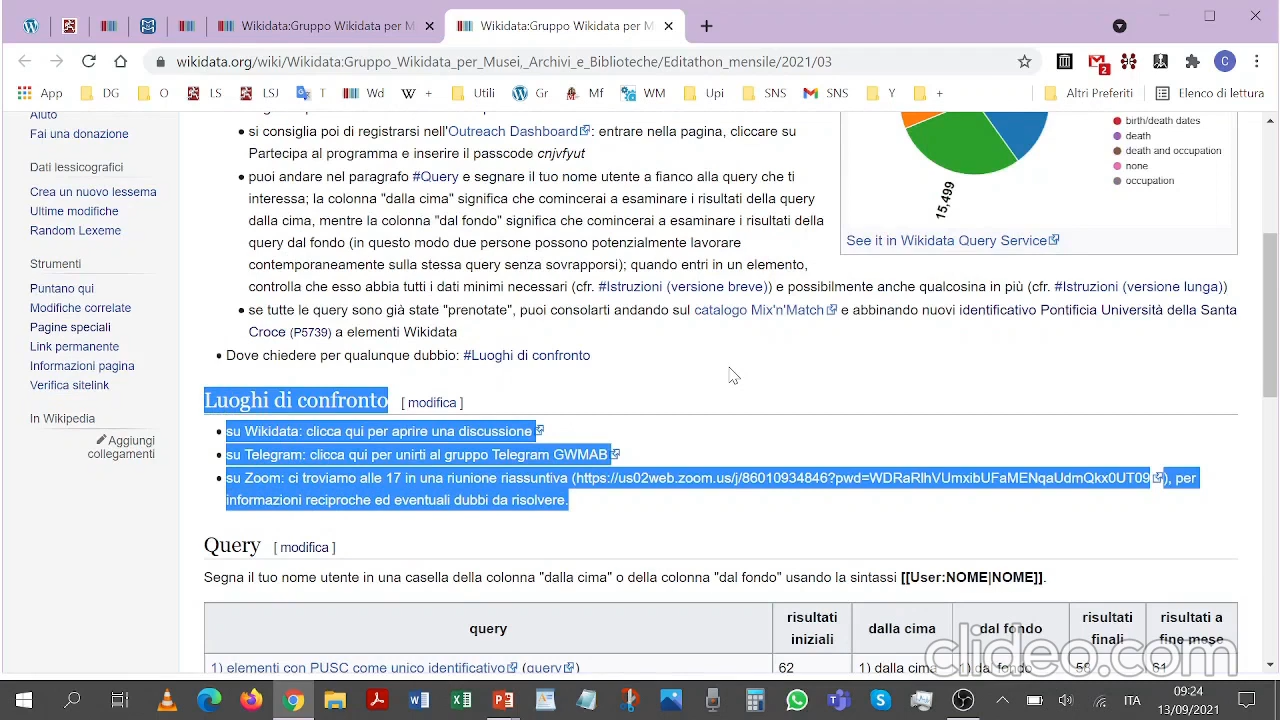 Wikidata:Gruppo Wikidata per M
Wikidata:Gruppo Wikidata per M
wikidata.org/wiki/Wikidata:Gruppo_Wikidata_per_Musei,_Archivi_e_Biblioteche/Editathon_mensile/2021/03
2
C
App DG O LS LSJ T Wd + Utili Gr Mf WM Upi SNS SNS Y + Altri Preferiti Elenco di lettura
Aiuto
Fai una donazione
Dati lessicografici
Crea un nuovo lessema
Ultime modifiche
Random Lexeme
Strumenti
Puntano qui
Modifiche correlate
Pagine speciali
Link permanente
Informazioni pagina
Verifica sitelink
In Wikipedia
Aggiungi
collegamenti
si consiglia poi di registrarsi nell'Outreach Dashboard: entrare nella pagina, cliccare su
Partecipa al programma e inserire il passcode cnjvfyut
puoi andare nel paragrafo #Query e segnare il tuo nome utente a fianco alla query che ti
interessa; la colonna "dalla cima" significa che comincerai a esaminare i risultati della query
dalla cima, mentre la colonna "dal fondo" significa che comincerai a esaminare i risultati della
query dal fondo (in questo modo due persone possono potenzialmente lavorare
contemporaneamente sulla stessa query senza sovrapporsi); quando entri in un elemento,
controlla che esso abbia tutti i dati minimi necessari (cfr. #Istruzioni (versione breve)) e possibilmente anche qualcosina in più (cfr. #Istruzioni (versione lunga))
se tutte le query sono già state "prenotate", puoi consolarti andando sul catalogo Mix'n'Match e abbinando nuovi identificativo Pontificia Università della Santa
Croce (P5739) a elementi Wikidata
Dove chiedere per qualunque dubbio: #Luoghi di confronto
birth/death dates
death
death and occupation
none
occupation
15,499
See it in Wikidata Query Service
Luoghi di confronto [ modifica ]
su Wikidata: clicca qui per aprire una discussione
su Telegram: clicca qui per unirti al gruppo Telegram GWMAB
su Zoom: ci troviamo alle 17 in una riunione riassuntiva (https://us02web.zoom.us/j/86010934846?pwd=WDRaRlhVUmxibUFaMENqaUdmQkx0UT09), per
informazioni reciproche ed eventuali dubbi da risolvere.
Query [ modifica ]
Segna il tuo nome utente in una casella della colonna "dalla cima" o della colonna "dal fondo" usando la sintassi [[User:NOME|NOME]].
query risultati iniziali dalla cima dal fondo risultati finali risultati a fine mese
1) elementi con PUSC come unico identificativo (query) 62 1) dalla cima 1) dal fondo 59 61
clideo.com
ITA
09:24
13/09/2021